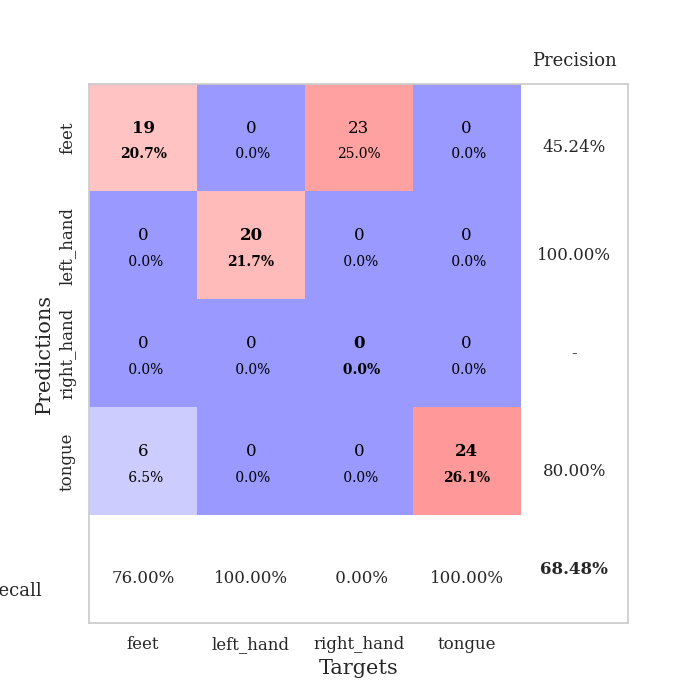 Precision
feet 19 0 23 0 45.24%
20.7% 0.0% 25.0% 0.0%
left_hand 0 20 0 0 100.00%
0.0% 21.7% 0.0% 0.0%
right_hand 0 0 0 0 -
0.0% 0.0% 0.0% 0.0%
tongue 6 0 0 24 80.00%
6.5% 0.0% 0.0% 26.1%
Predictions
ecall 76.00% 100.00% 0.00% 100.00% 68.48%
feet left_hand right_hand tongue
Targets